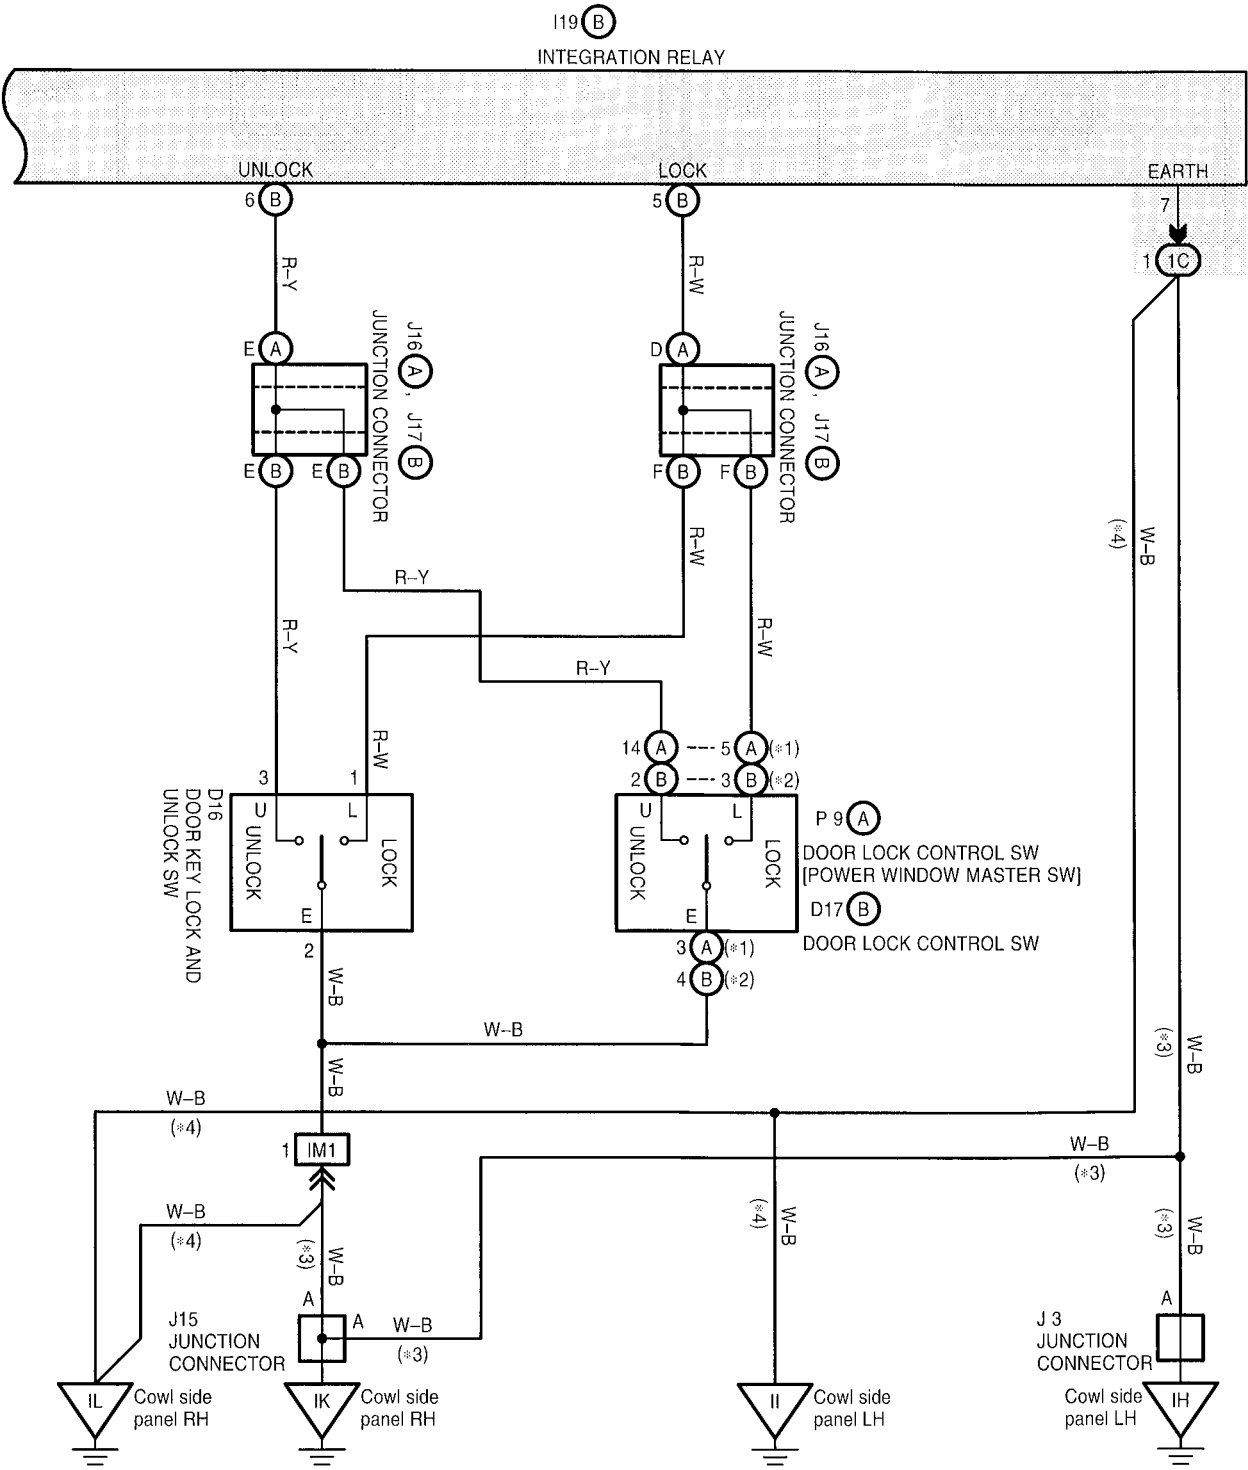 I19 B
INTEGRATION RELAY
UNLOCK
LOCK
EARTH
6 B
5 B
7
1 1C
R–Y
R–W
E A
J16 A , J17 B
JUNCTION CONNECTOR
E B
E B
D A
J16 A , J17 B
JUNCTION CONNECTOR
F B
F B
W–B
(*4)
R–W
R–Y
R–Y
R–W
R–Y
R–W
14 A
5 A (*1)
2 B
3 B (*2)
3
1
D16
DOOR KEY LOCK AND
UNLOCK SW
U
L
UNLOCK
LOCK
E
2
U
L
UNLOCK
LOCK
E
P 9 A
DOOR LOCK CONTROL SW
[POWER WINDOW MASTER SW]
D17 B
DOOR LOCK CONTROL SW
3 A (*1)
4 B (*2)
W–B
W–B
W–B
W–B
(*3)
W–B
(*4)
1 IM1
W–B
(*3)
W–B
(*4)
W–B
(*3)
W–B
(*4)
W–B
(*3)
A
A
J15
JUNCTION
CONNECTOR
W–B
(*3)
A
J 3
JUNCTION
CONNECTOR
IL
Cowl side
panel RH
IK
Cowl side
panel RH
II
Cowl side
panel LH
Cowl side
panel LH
IH